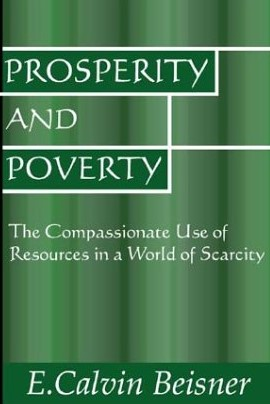 PROSPERITY
AND
POVERTY
The Compassionate Use of
Resources in a World of Scarcity
E.Calvin Beisner